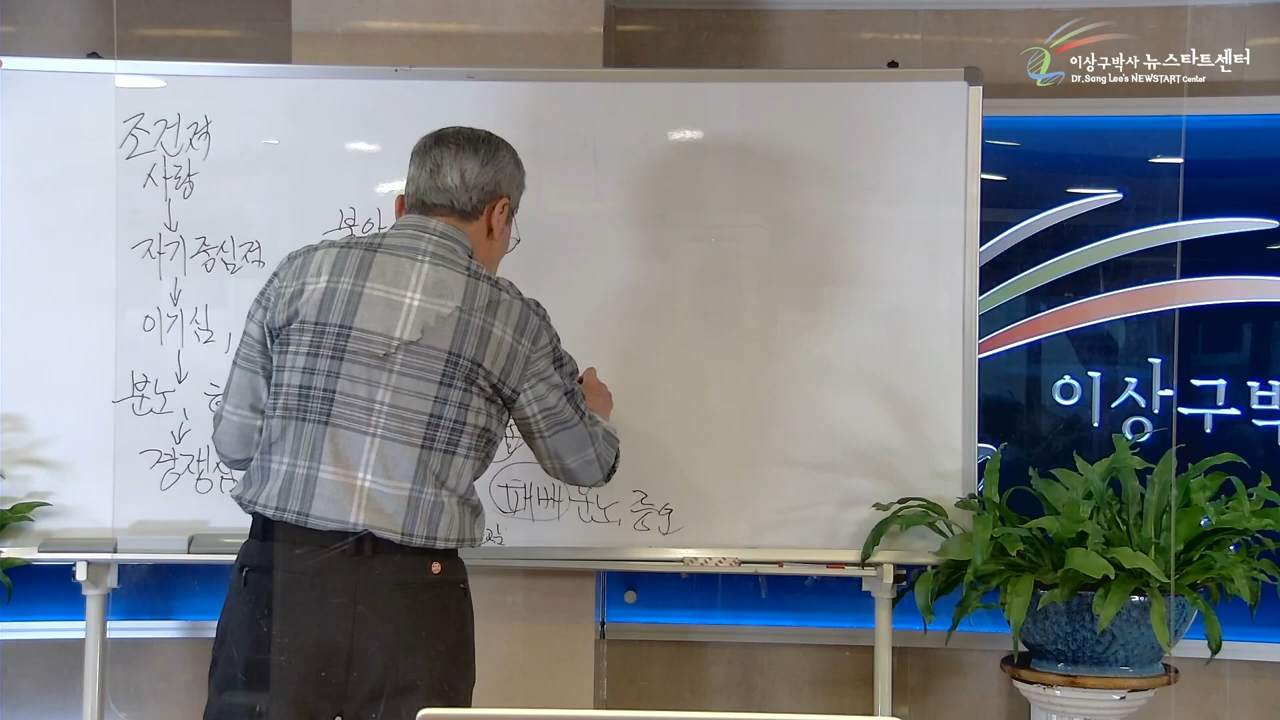 이상구박사 뉴스타트센터
Dr. Sang Lee's NEWSTART Center
조건적
사랑
↓
자기중심적
↓
이기심,
↓
분노,
↓
경쟁심
불안
패배 분노, 증오
이상구박